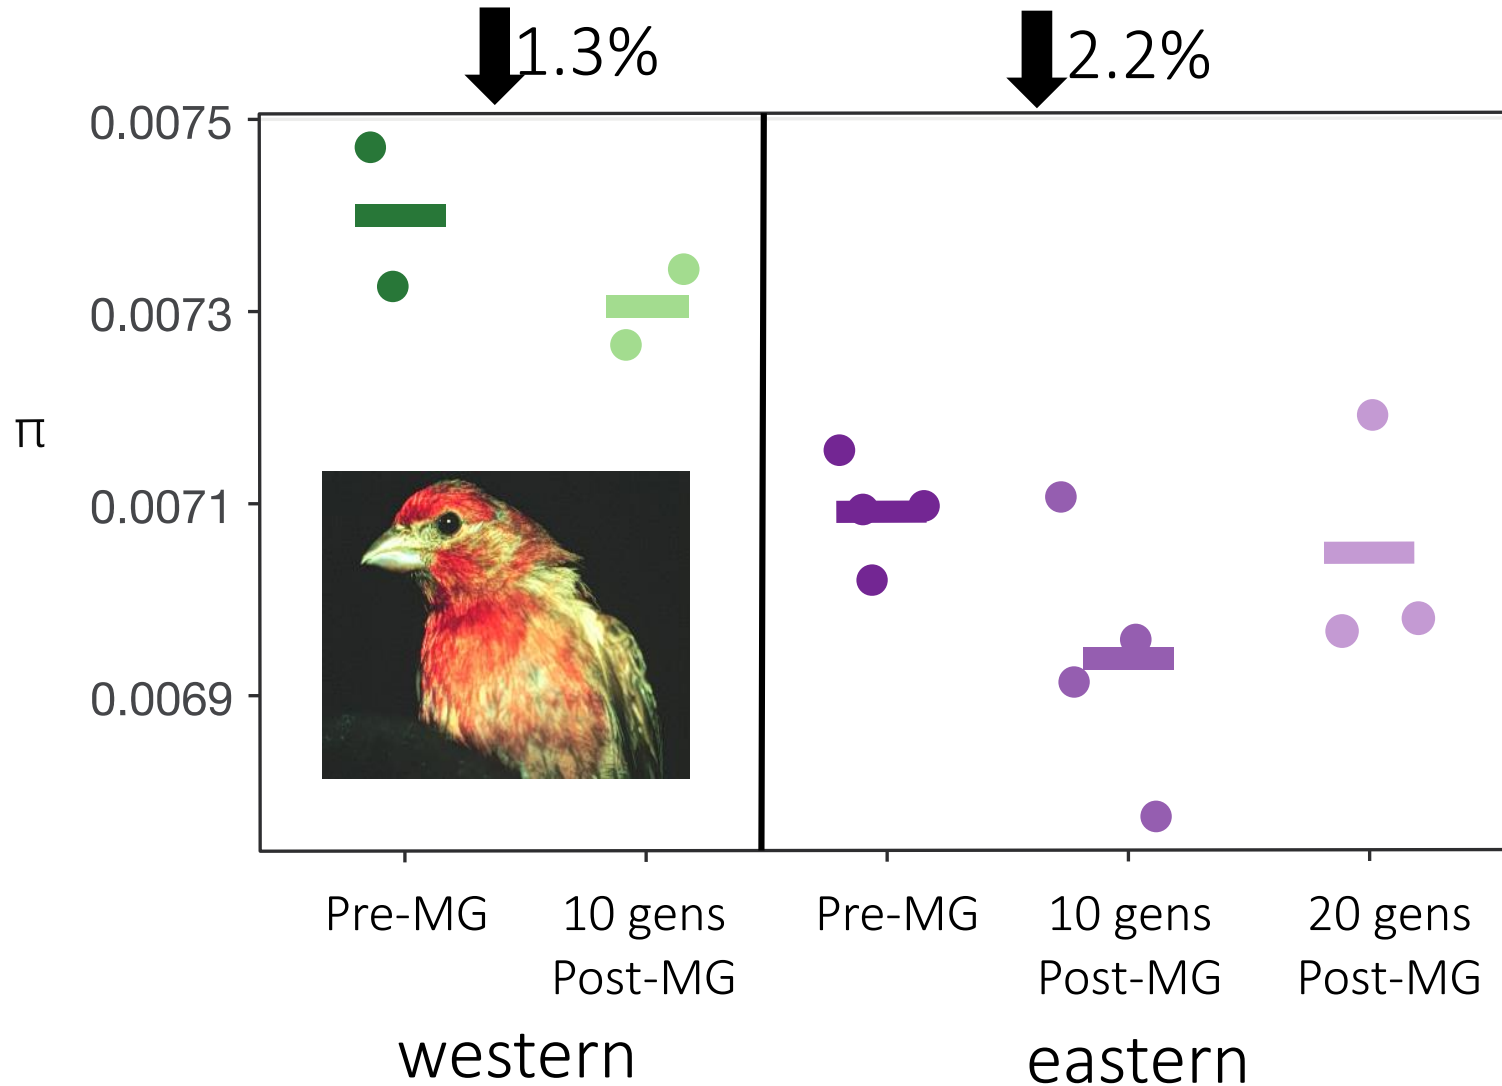 1.3%
2.2%
0.0075
0.0073
π
0.0071
0.0069
Pre-MG
10 gens
Post-MG
Pre-MG
10 gens
Post-MG
20 gens
Post-MG
western
eastern